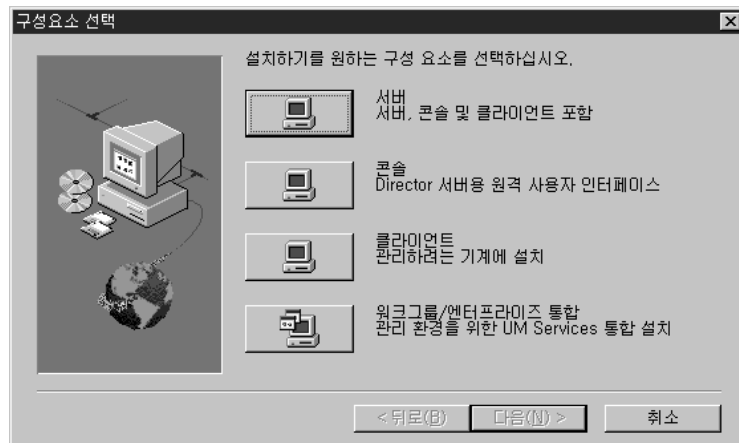 구성요소 선택
설치하기를 원하는 구성 요소를 선택하십시오.
서버
서버, 콘솔 및 클라이언트 포함
콘솔
Director 서버용 원격 사용자 인터페이스
클라이언트
관리하려는 기계에 설치
워크그룹/엔터프라이즈 통합
관리 환경을 위한 UM Services 통합 설치
< 뒤로(B) 다음(N) > 취소